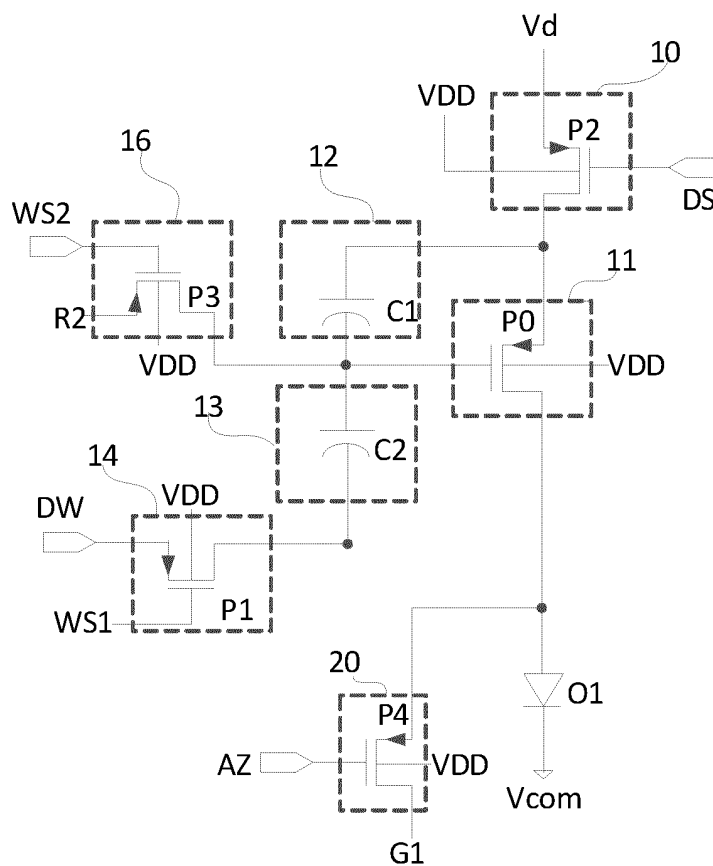 Vd
10
VDD
P2
DS
16
12
WS2
P3
R2
VDD
C1
11
P0
VDD
13
C2
14
VDD
DW
P1
WS1
20
P4
O1
AZ
VDD
Vcom
G1